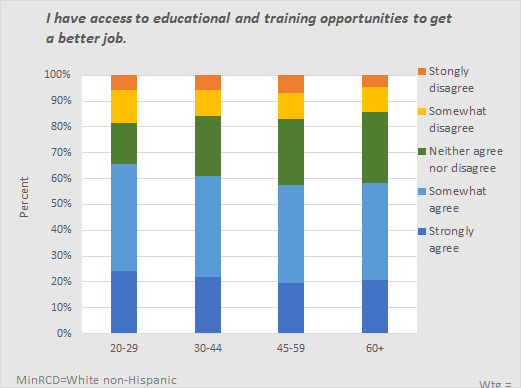 I have access to educational and training opportunities to get
a better job.
100%
90%
80%
70%
60%
50%
40%
30%
20%
10%
0%
Percent
20-29
30-44
45-59
60+
Stongly
disagree
Somewhat
disagree
Neither agree
nor disagree
Somewhat
agree
Strongly
agree
MinRCD=White non-Hispanic
Wtg =